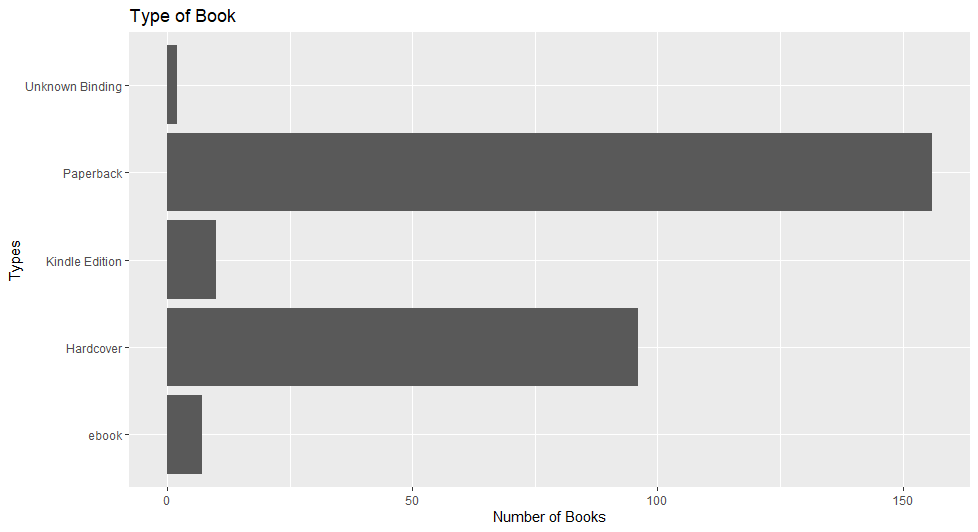 Type of Book
Unknown Binding
Paperback
Kindle Edition
Hardcover
ebook
Types
0 50 100 150
Number of Books